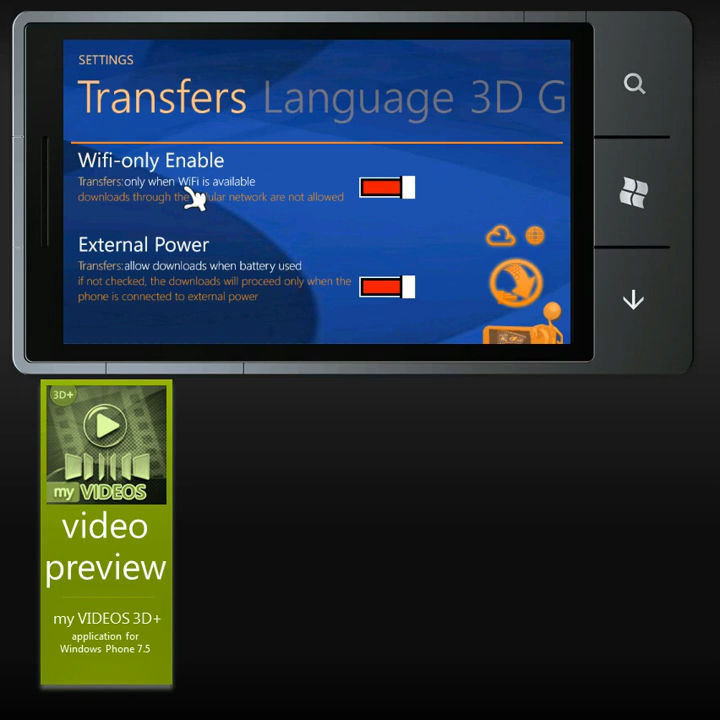 SETTINGS
Transfers Language 3D G
Wifi-only Enable
Transfers:only when WiFi is available
downloads through the ular network are not allowed
External Power
Transfers:allow downloads when battery used
if not checked, the downloads will proceed only when the
phone is connected to external power
3D+
my VIDEOS
video
preview
my VIDEOS 3D+
application for
Windows Phone 7.5